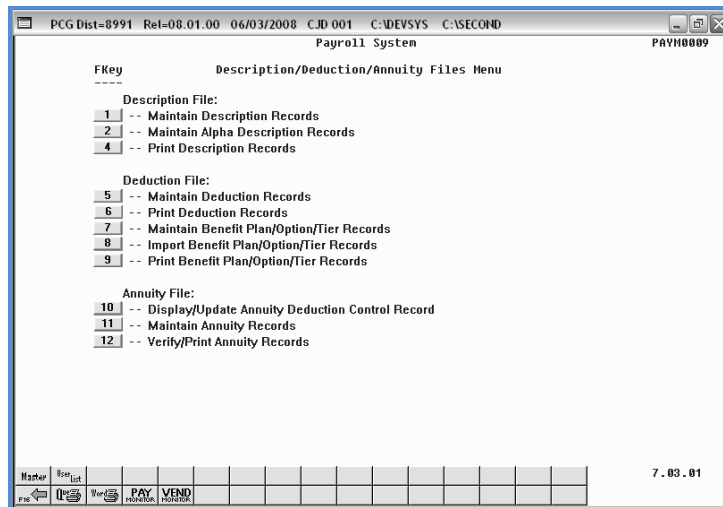 PCG Dist=8991 Rel=08.01.00 06/03/2008 CJD 001 C:\DEVSYS C:\SECOND
Payroll System PAYM0009
FKey Description/Deduction/Annuity Files Menu
----
Description File:
1 -- Maintain Description Records
2 -- Maintain Alpha Description Records
4 -- Print Description Records
Deduction File:
5 -- Maintain Deduction Records
6 -- Print Deduction Records
7 -- Maintain Benefit Plan/Option/Tier Records
8 -- Import Benefit Plan/Option/Tier Records
9 -- Print Benefit Plan/Option/Tier Records
Annuity File:
10 -- Display/Update Annuity Deduction Control Record
11 -- Maintain Annuity Records
12 -- Verify/Print Annuity Records
Master User List 7.03.01
F16 Que Word PAY MONITOR VEND MONITOR